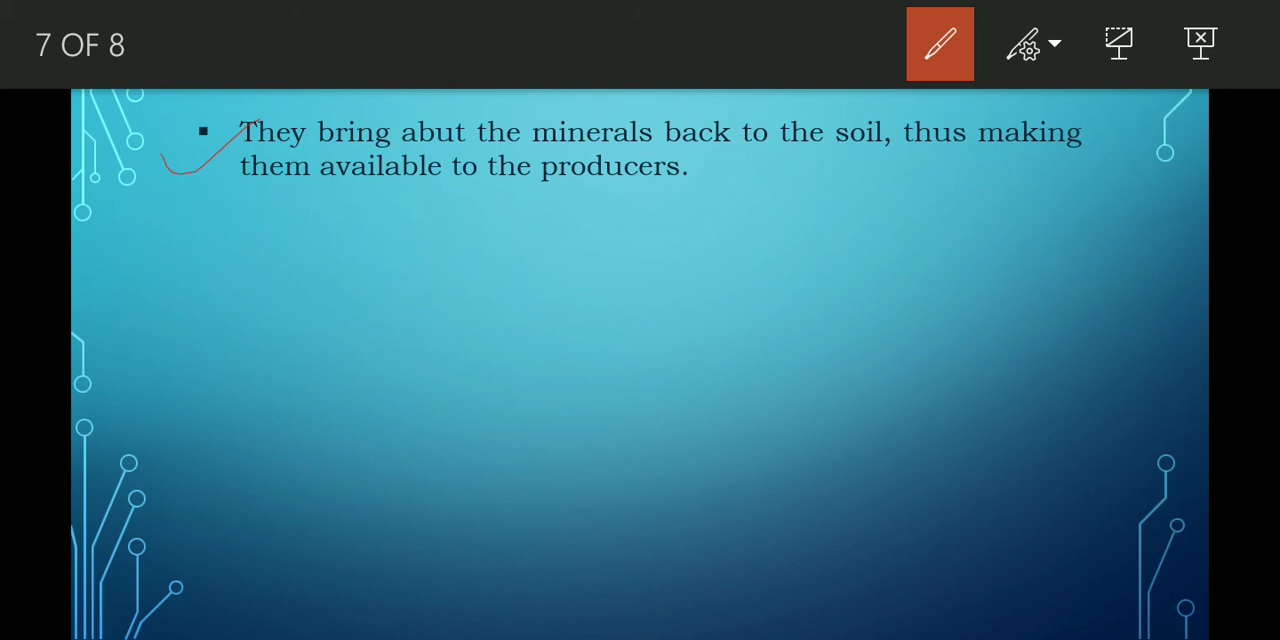 7 OF 8
▪ They bring abut the minerals back to the soil, thus making
them available to the producers.